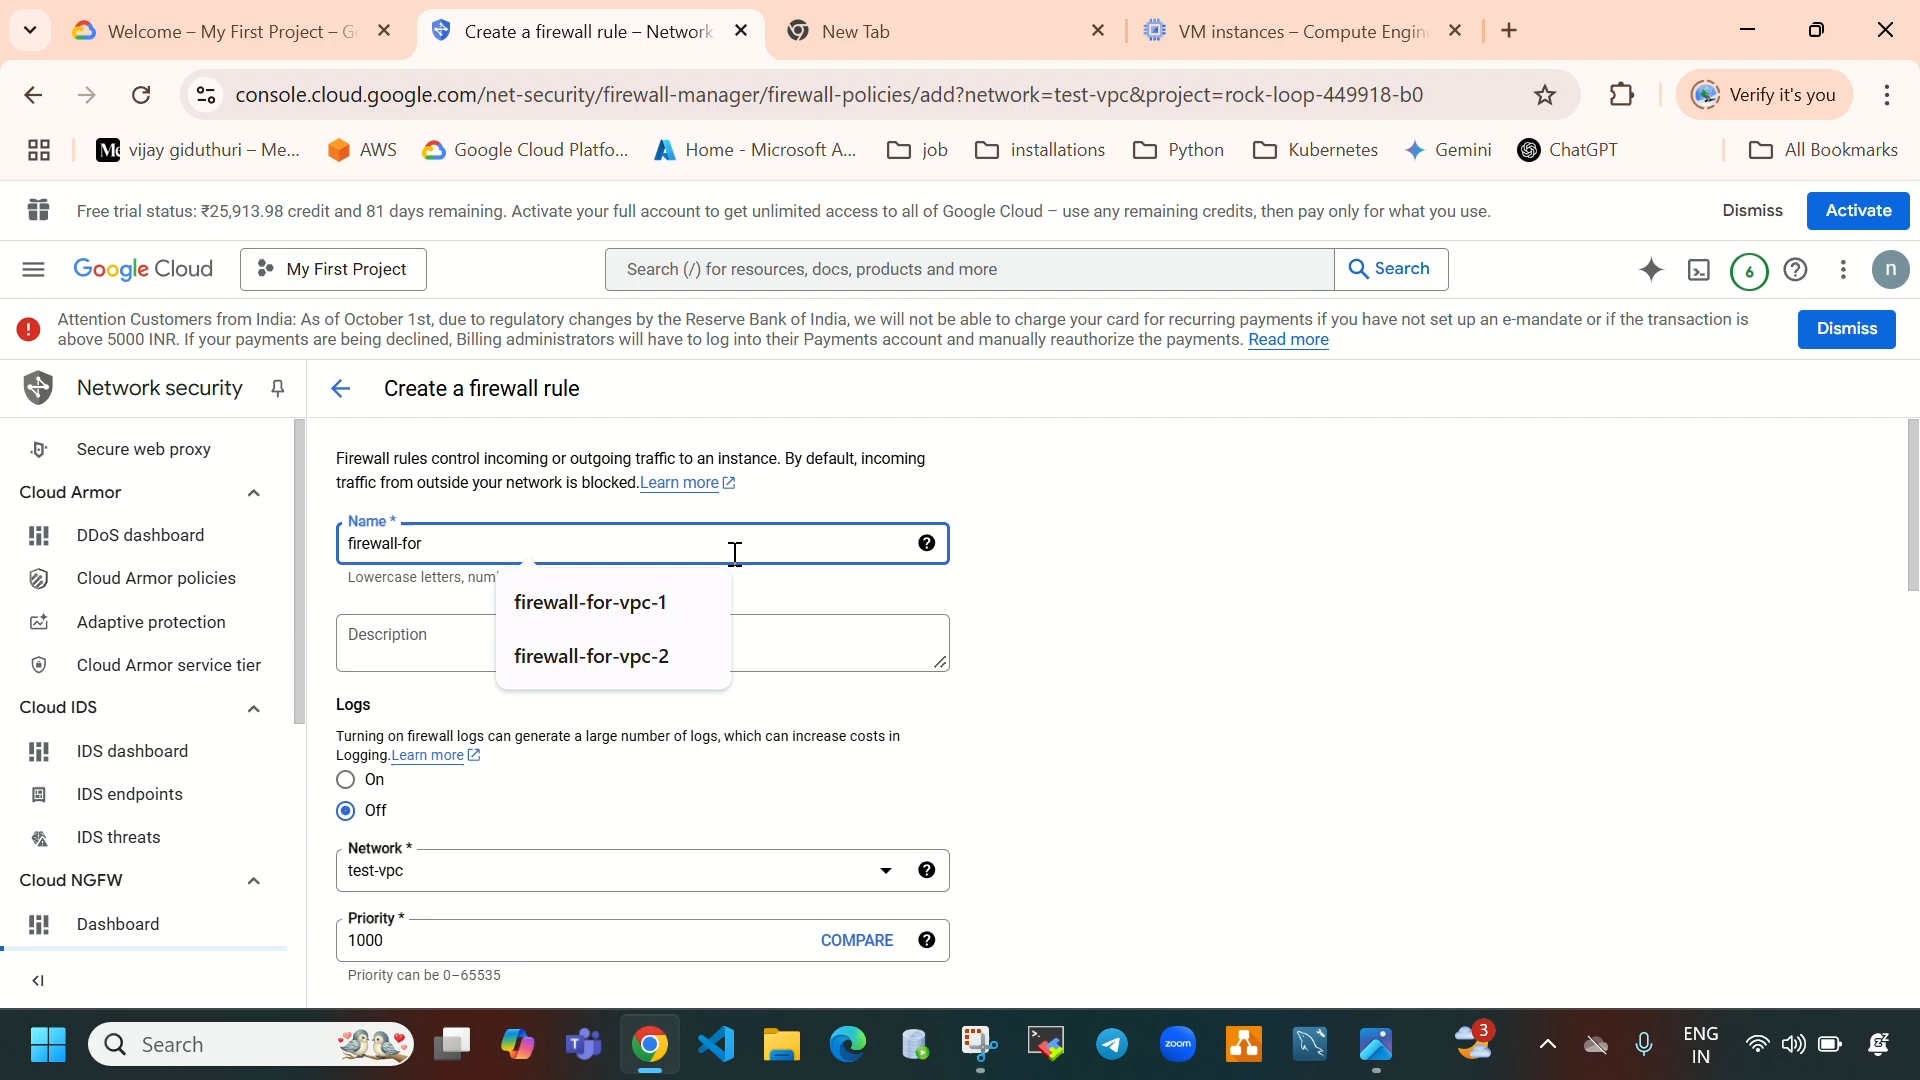 Welcome – My First Project – G
Create a firewall rule – Network
New Tab
VM instances – Compute Engin
console.cloud.google.com/net-security/firewall-manager/firewall-policies/add?network=test-vpc&project=rock-loop-449918-b0
Verify it's you
vijay giduthuri – Me...
AWS
Google Cloud Platfo...
Home - Microsoft A...
job
installations
Python
Kubernetes
Gemini
ChatGPT
All Bookmarks
Free trial status: ₹25,913.98 credit and 81 days remaining. Activate your full account to get unlimited access to all of Google Cloud – use any remaining credits, then pay only for what you use.
Dismiss
Activate
Google Cloud
My First Project
Search (/) for resources, docs, products and more
Search
6
n
Attention Customers from India: As of October 1st, due to regulatory changes by the Reserve Bank of India, we will not be able to charge your card for recurring payments if you have not set up an e-mandate or if the transaction is
above 5000 INR. If your payments are being declined, Billing administrators will have to log into their Payments account and manually reauthorize the payments. Read more
Dismiss
Network security
Create a firewall rule
Secure web proxy
Cloud Armor
DDoS dashboard
Cloud Armor policies
Adaptive protection
Cloud Armor service tier
Cloud IDS
IDS dashboard
IDS endpoints
IDS threats
Cloud NGFW
Dashboard
Firewall rules control incoming or outgoing traffic to an instance. By default, incoming
traffic from outside your network is blocked. Learn more
Name *
firewall-for
Lowercase letters, num
firewall-for-vpc-1
firewall-for-vpc-2
Description
Logs
Turning on firewall logs can generate a large number of logs, which can increase costs in
Logging. Learn more
On
Off
Network *
test-vpc
Priority *
1000
COMPARE
Priority can be 0–65535
Search
zoom
3
ENG
IN